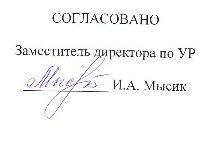 СОГЛАСОВАНО
Заместитель директора по УР
И.А. Мысик